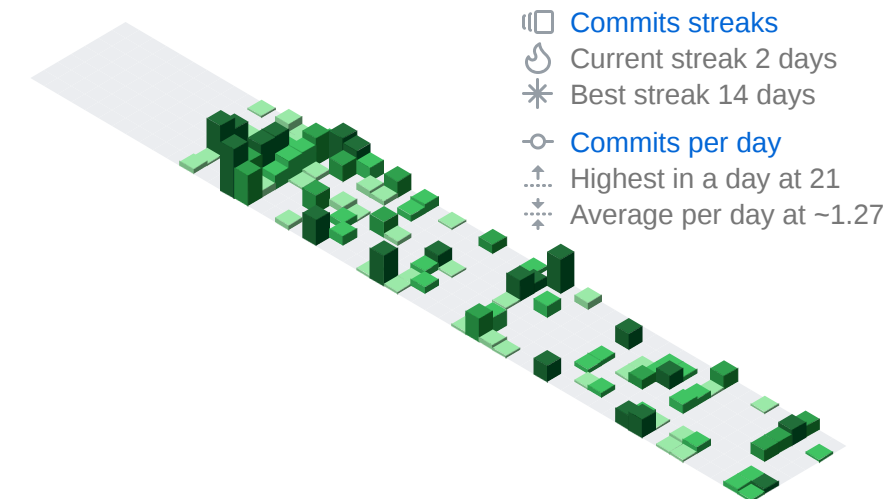 Commits streaks
Current streak 2 days
Best streak 14 days
Commits per day
Highest in a day at 21
Average per day at ~1.27